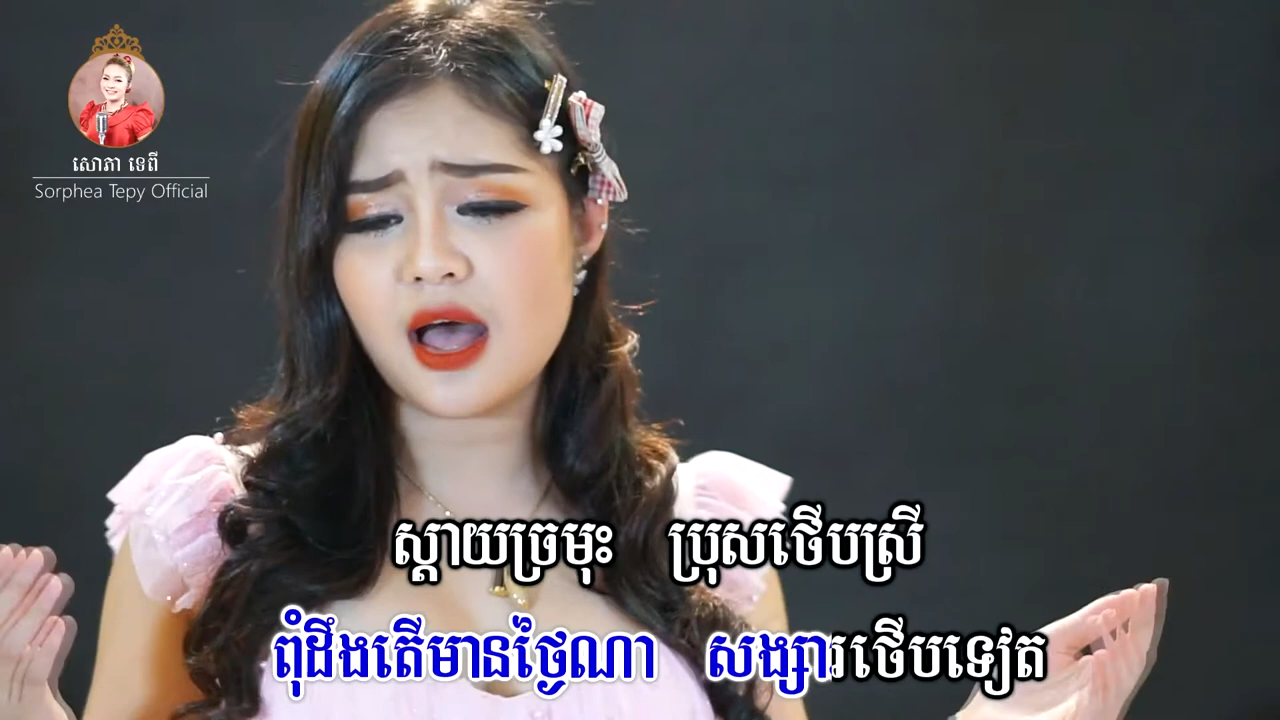 សោភា ទេពី
Sorphea Tepy Official
ស្ដាយច្រមុះ ប្រុសថើបស្រី
ពុំដឹងតើមានថ្ងៃណា សង្សារថើបទៀត